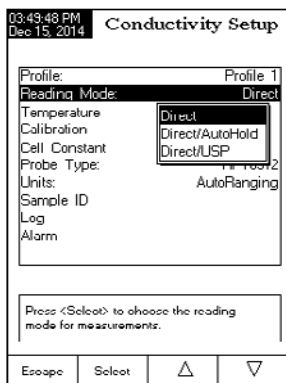 03:49:48 PM
Dec 15, 2014
Conductivity Setup
Profile: Profile 1
Reading Mode: Direct
Temperature
Direct
Calibration
Direct/AutoHold
Cell Constant
Direct/USP
Probe Type:
Units: AutoRanging
Sample ID
Log
Alarm
Press <Select> to choose the reading
mode for measurements.
Escape Select △ ▽